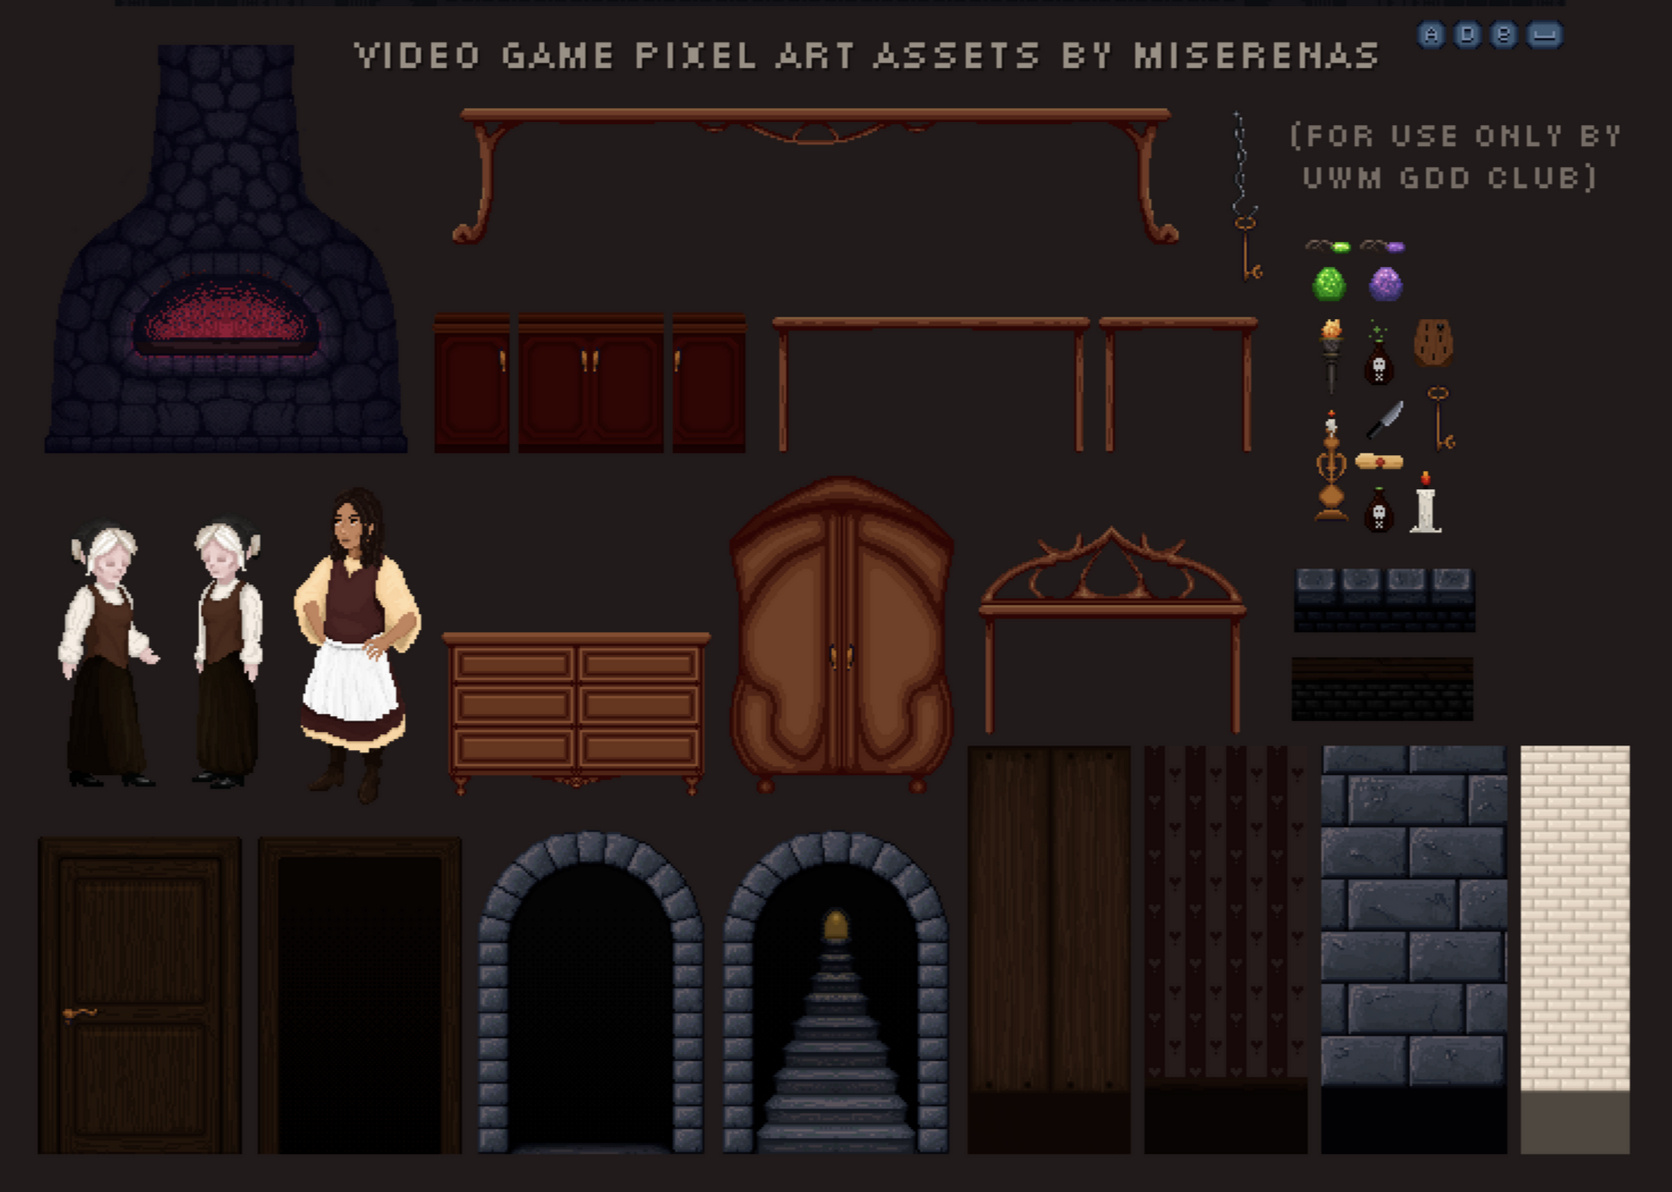 VIDEO GAME PIXEL ART ASSETS BY MISERENAS
A D E
(FOR USE ONLY BY
UWM GDD CLUB)